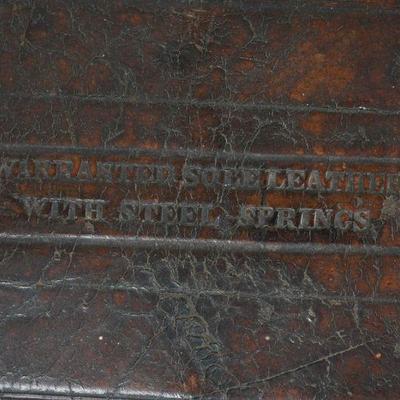 WARRANTED SOLE LEATHER
WITH STEEL SPRINGS